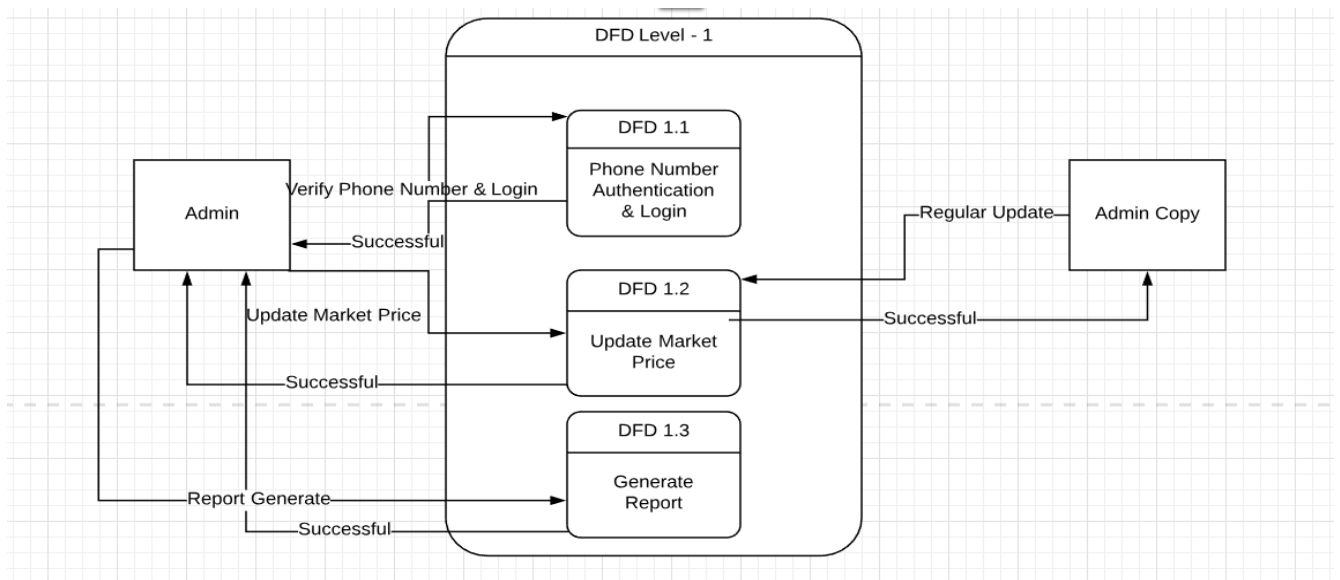 DFD Level - 1
DFD 1.1
Phone Number
Authentication
& Login
Verify Phone Number & Login
Admin
Successful
Regular Update
Admin Copy
DFD 1.2
Update Market
Price
Update Market Price
Successful
Successful
DFD 1.3
Generate
Report
Report Generate
Successful